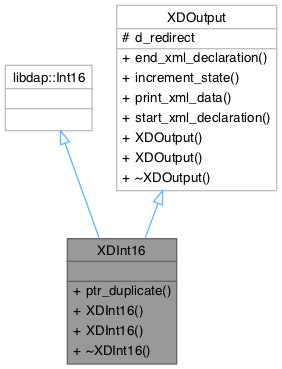 XDOutput
# d_redirect
+ end_xml_declaration()
+ increment_state()
+ print_xml_data()
+ start_xml_declaration()
+ XDOutput()
+ XDOutput()
+ ~XDOutput()
libdap::Int16
XDInt16
+ ptr_duplicate()
+ XDInt16()
+ XDInt16()
+ ~XDInt16()